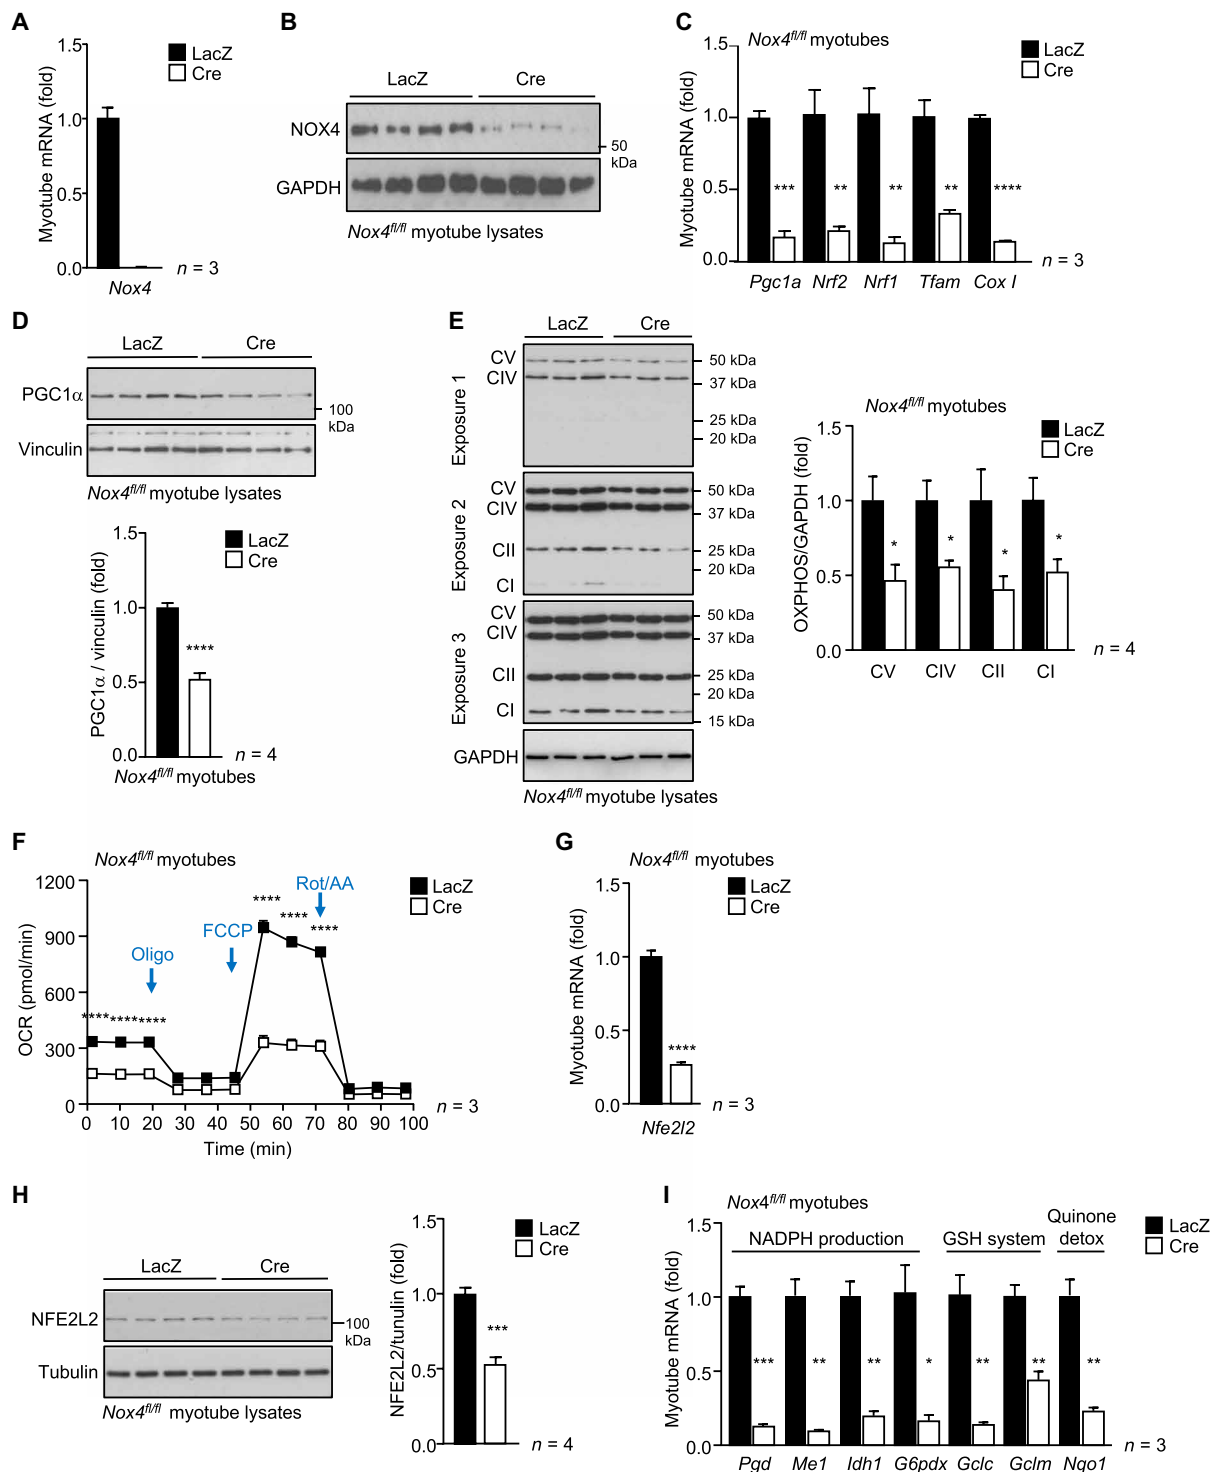 A
1.5
1.0
0.5
0.0
Myotube mRNA (fold)
LacZ
Cre
n = 3
Nox4
B
LacZ Cre
NOX4
50
kDa
GAPDH
Nox4fl/fl myotube lysates
C
Nox4fl/fl myotubes
LacZ
Cre
1.5
1.0
0.5
0.0
Myotube mRNA (fold)
*** ** ** ** ****
n = 3
Pgc1a Nrf2 Nrf1 Tfam Cox I
D
LacZ Cre
PGC1α
100
kDa
Vinculin
Nox4fl/fl myotube lysates
1.5
1.0
0.5
0.0
PGC1α / vinculin (fold)
LacZ
Cre
****
n = 4
Nox4fl/fl myotubes
E
LacZ Cre
Exposure 1
CV
CIV
50 kDa
37 kDa
25 kDa
20 kDa
Exposure 2
CV
CIV
CII
CI
50 kDa
37 kDa
25 kDa
20 kDa
Exposure 3
CV
CIV
CII
CI
50 kDa
37 kDa
25 kDa
20 kDa
15 kDa
GAPDH
Nox4fl/fl myotube lysates
Nox4fl/fl myotubes
LacZ
Cre
1.5
1.0
0.5
0.0
OXPHOS/GAPDH (fold)
* * * *
n = 4
CV CIV CII CI
F
Nox4fl/fl myotubes
LacZ
Cre
1200
900
600
300
0
OCR (pmol/min)
Oligo
FCCP
Rot/AA
**** **** ****
**** **** ****
n = 3
0 10 20 30 40 50 60 70 80 90 100
Time (min)
G
Nox4fl/fl myotubes
LacZ
Cre
1.5
1.0
0.5
0.0
Myotube mRNA (fold)
****
n = 3
Nfe2l2
H
LacZ Cre
NFE2L2
100
kDa
Tubulin
Nox4fl/fl myotube lysates
1.5
1.0
0.5
0.0
NFE2L2/tunulin (fold)
LacZ
Cre
***
n = 4
I
Nox4fl/fl myotubes
LacZ
Cre
NADPH production
GSH system
Quinone
detox
1.5
1.0
0.5
0.0
Myotube mRNA (fold)
*** ** ** * ** ** **
n = 3
Pgd Me1 Idh1 G6pdx Gclc Gclm Nqo1